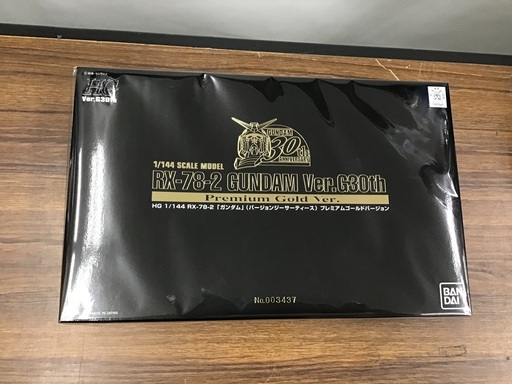 HG
Ver.G30th
GUNDAM
30th
ANNIVERSARY
1/144 SCALE MODEL
RX-78-2 GUNDAM Ver.G30th
Premium Gold Ver.
HG 1/144 RX-78-2 「ガンダム」(バージョンジーサーティース) プレミアムゴールドバージョン
No.003437
BAN
DAI